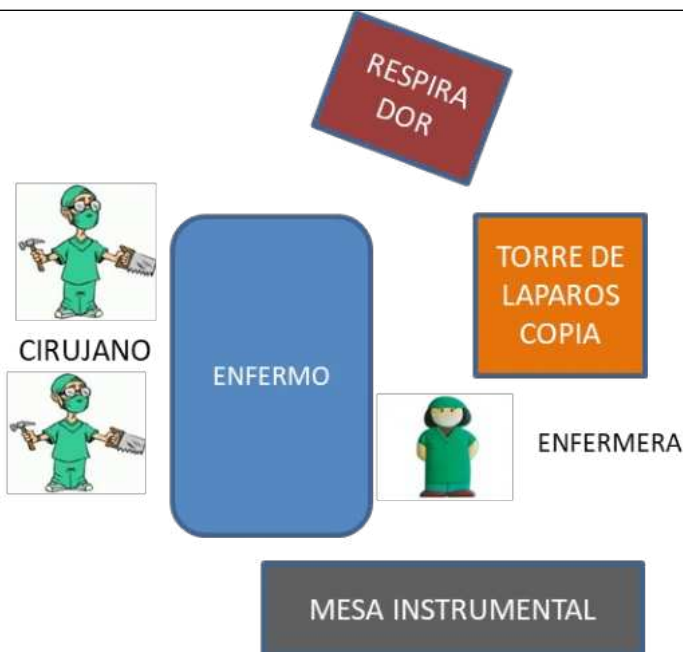 RESPIRA
DOR
TORRE DE
LAPAROS
COPIA
CIRUJANO
ENFERMO
ENFERMERA
MESA INSTRUMENTAL